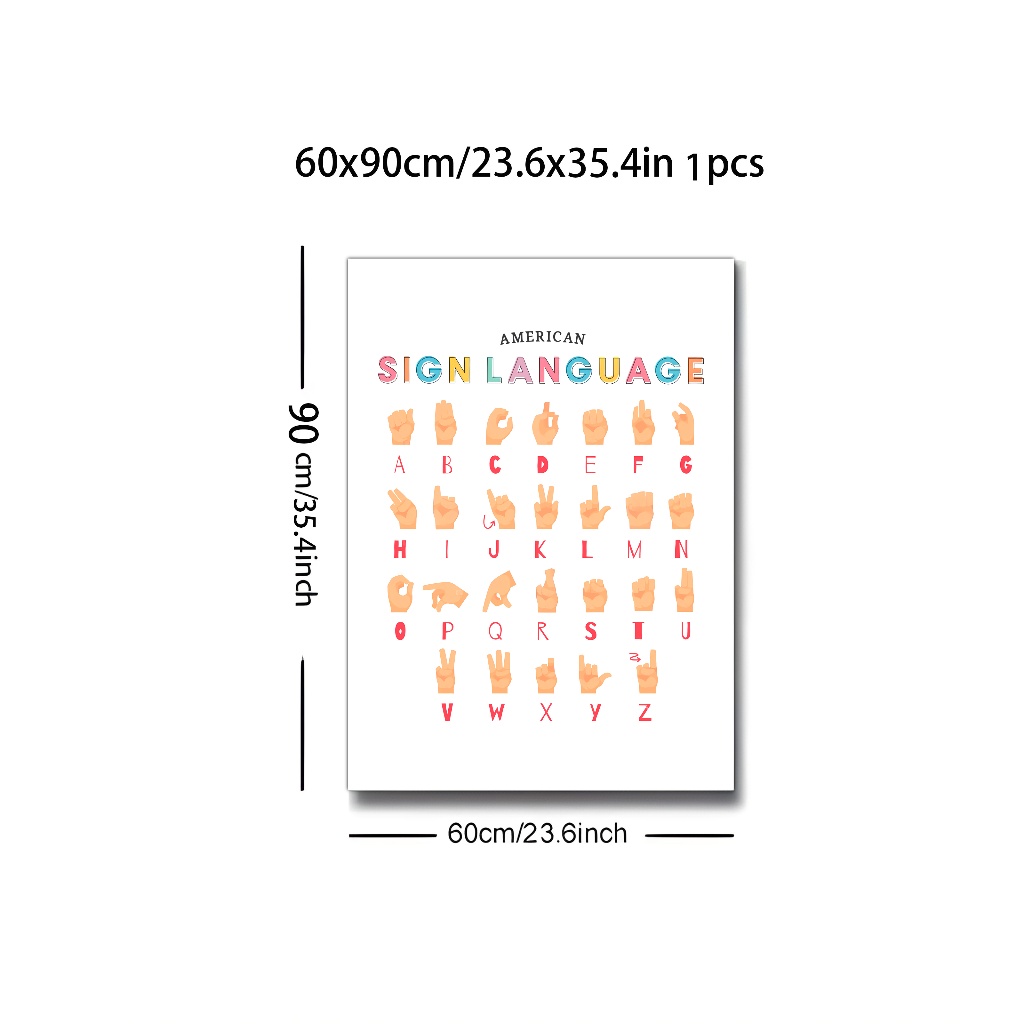 60x90cm/23.6x35.4in 1pcs
90 cm/35.4inch
AMERICAN
SIGN LANGUAGE
A B C D E F G
H I J K L M N
O P Q R S T U
V W X Y Z
60cm/23.6inch